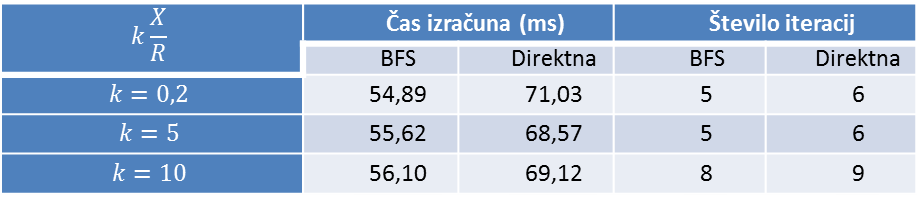 k X/R Čas izračuna (ms) Število iteracij
BFS Direktna BFS Direktna
k = 0,2 54,89 71,03 5 6
k = 5 55,62 68,57 5 6
k = 10 56,10 69,12 8 9